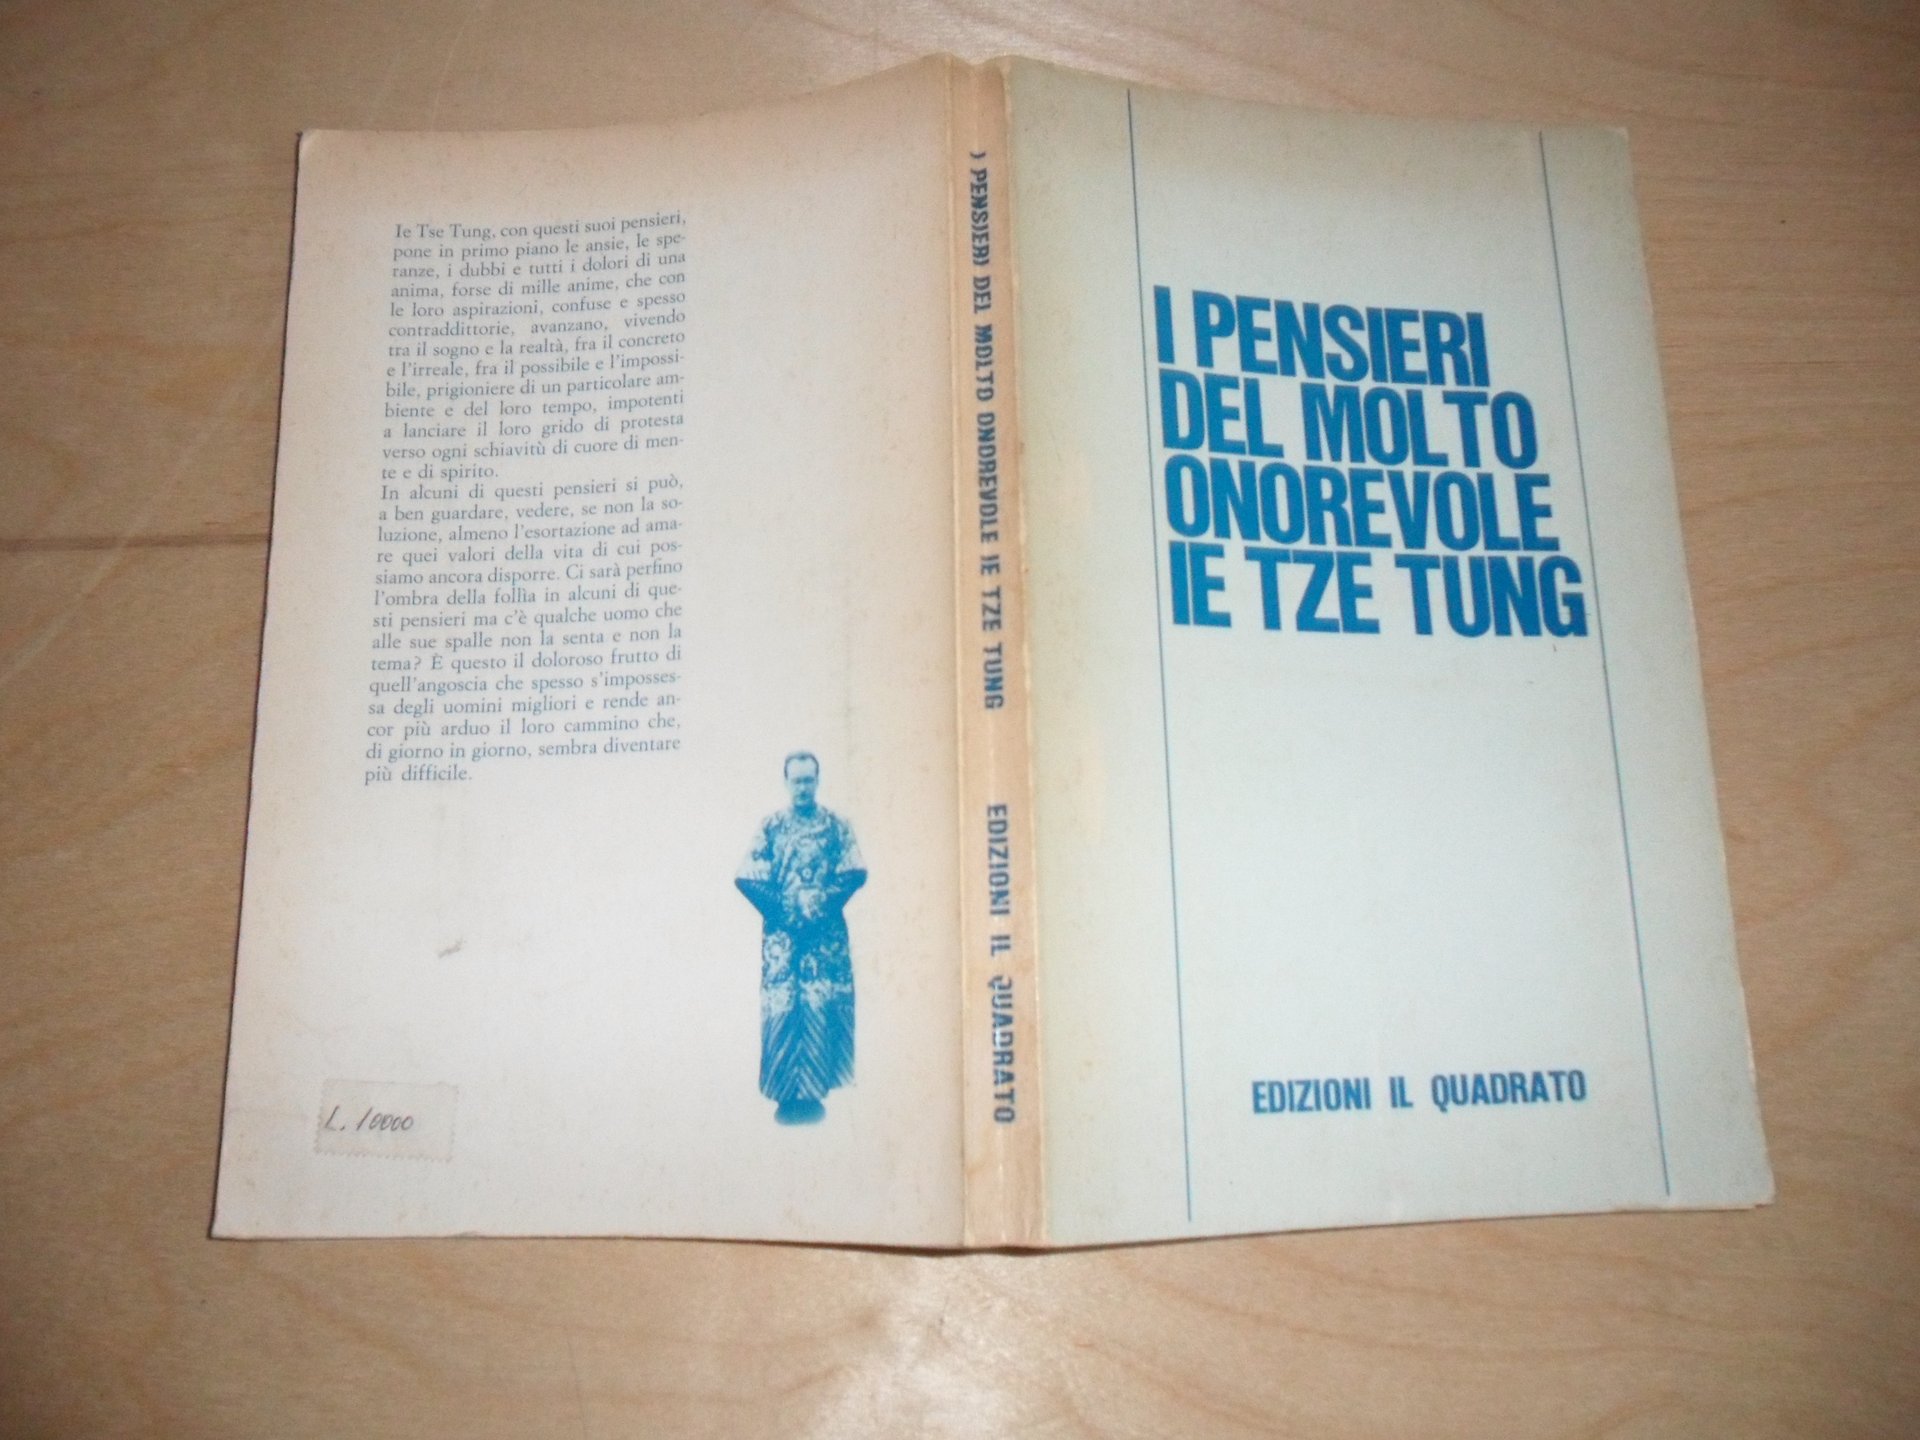 Ie Tse Tung, con questi suoi pensieri,
pone in primo piano le ansie, le spe-
ranze, i dubbi e tutti i dolori di una
anima, forse di mille anime, che con
le loro aspirazioni, confuse e spesso
contraddittorie, avanzano, vivendo
tra il sogno e la realtà, fra il concreto
e l'irreale, fra il possibile e l'impossi-
bile, prigioniere di un particolare am-
biente e del loro tempo, impotenti
a lanciare il loro grido di protesta
verso ogni schiavitù di cuore di men-
te e di spirito.
In alcuni di questi pensieri si può,
a ben guardare, vedere, se non la so-
luzione, almeno l'esortazione ad ama-
re quei valori della vita di cui pos-
siamo ancora disporre. Ci sarà perfino
l'ombra della follìa in alcuni di que-
sti pensieri ma c'è qualche uomo che
alle sue spalle non la senta e non la
tema? È questo il doloroso frutto di
quell'angoscia che spesso s'imposses-
sa degli uomini migliori e rende an-
cor più arduo il loro cammino che,
di giorno in giorno, sembra diventare
più difficile.
L. 10000
I PENSIERI DEL MOLTO ONOREVOLE IE TZE TUNG EDIZIONI IL QUADRATO
I PENSIERI
DEL MOLTO
ONOREVOLE
IE TZE TUNG
EDIZIONI IL QUADRATO